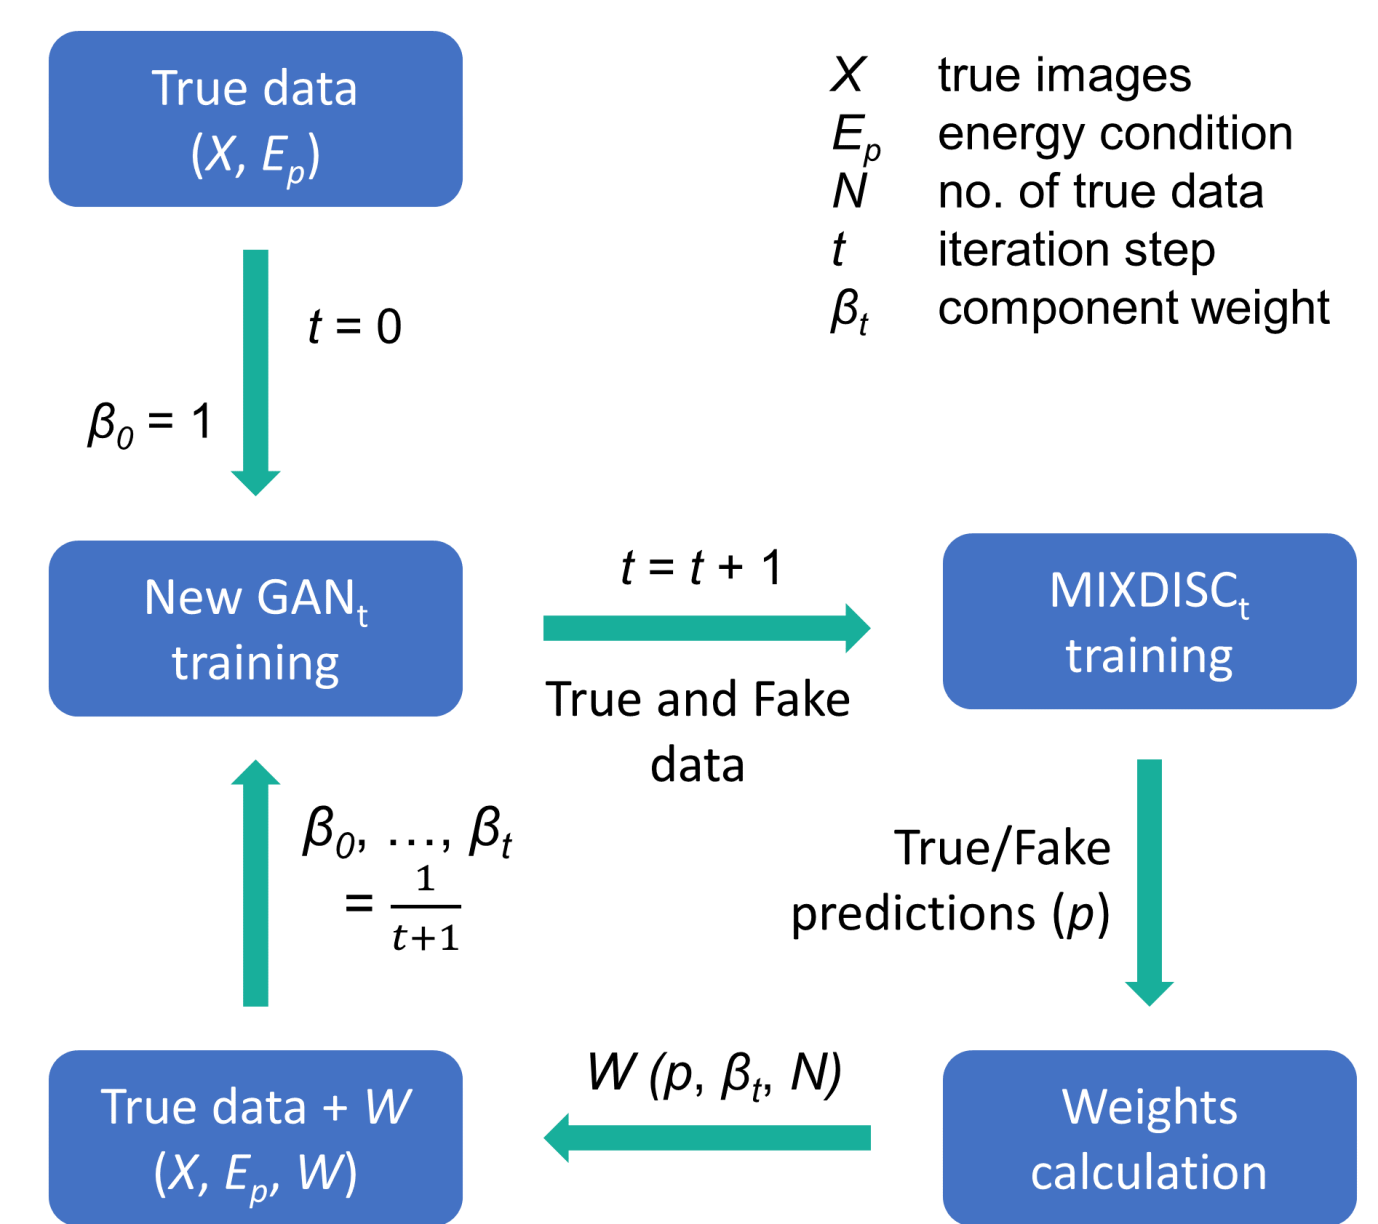 True data
(X, Eₚ)
X true images
Eₚ energy condition
N no. of true data
t iteration step
βₜ component weight
t = 0
β₀ = 1
New GANₜ
training
t = t + 1
True and Fake
data
MIXDISCₜ
training
β₀, …, βₜ
= 1/(t+1)
True/Fake
predictions (p)
True data + W
(X, Eₚ, W)
W (p, βₜ, N)
Weights
calculation